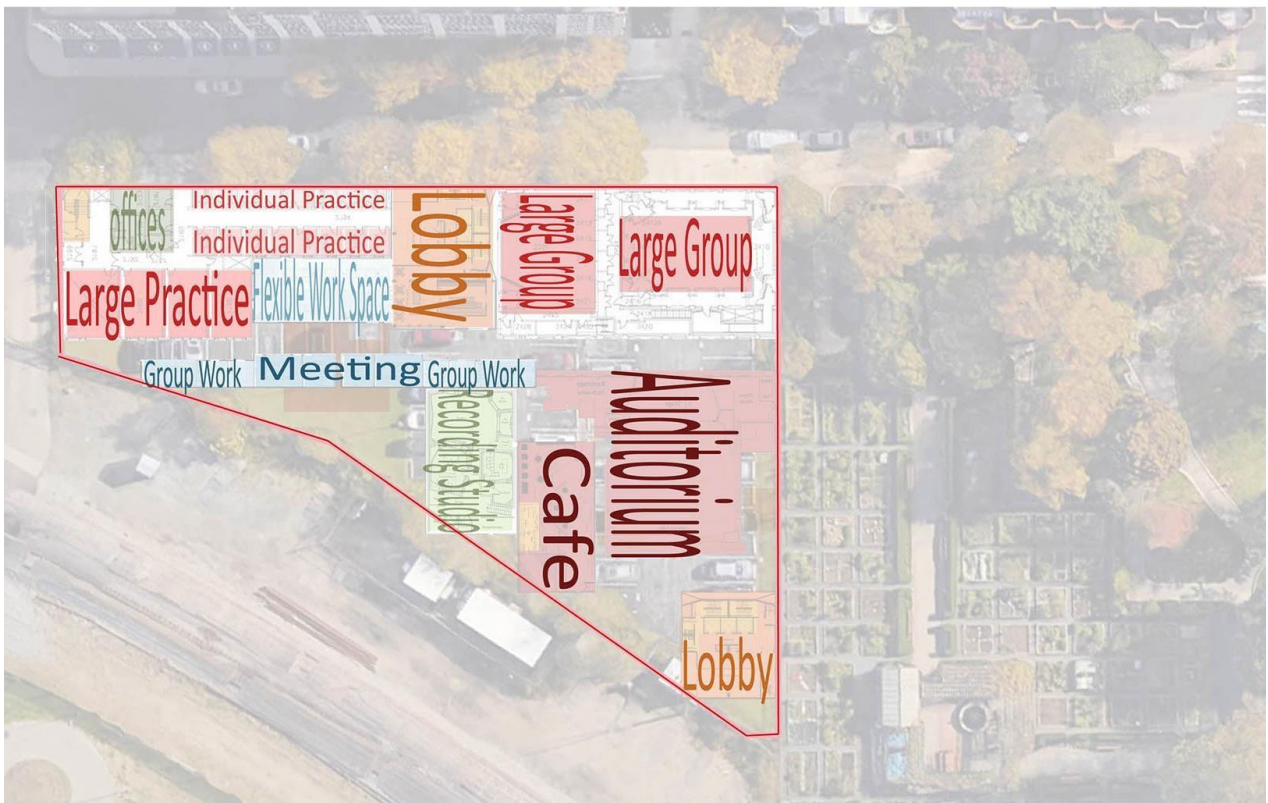 offices
Individual Practice
Individual Practice
Lobby
Large Group
Large Group
Large Practice
Flexible Work Space
Group Work
Meeting
Group Work
Recording Studio
Cafe
Auditorium
Lobby